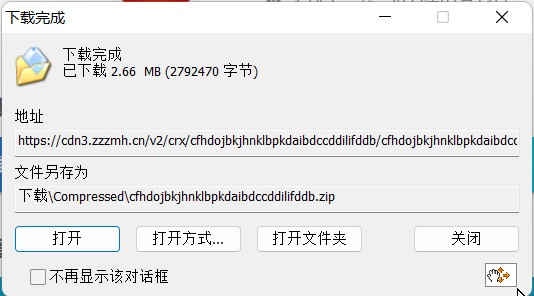 下载完成
下载完成
已下载 2.66 MB (2792470 字节)
地址
https://cdn3.zzzmh.cn/v2/crx/cfhdojbkjhnklbpkdaibdccddilifddb/cfhdojbkjhnklbpkdaibdcc
文件另存为
下载\Compressed\cfhdojbkjhnklbpkdaibdccddilifddb.zip
打开 打开方式... 打开文件夹 关闭
不再显示该对话框